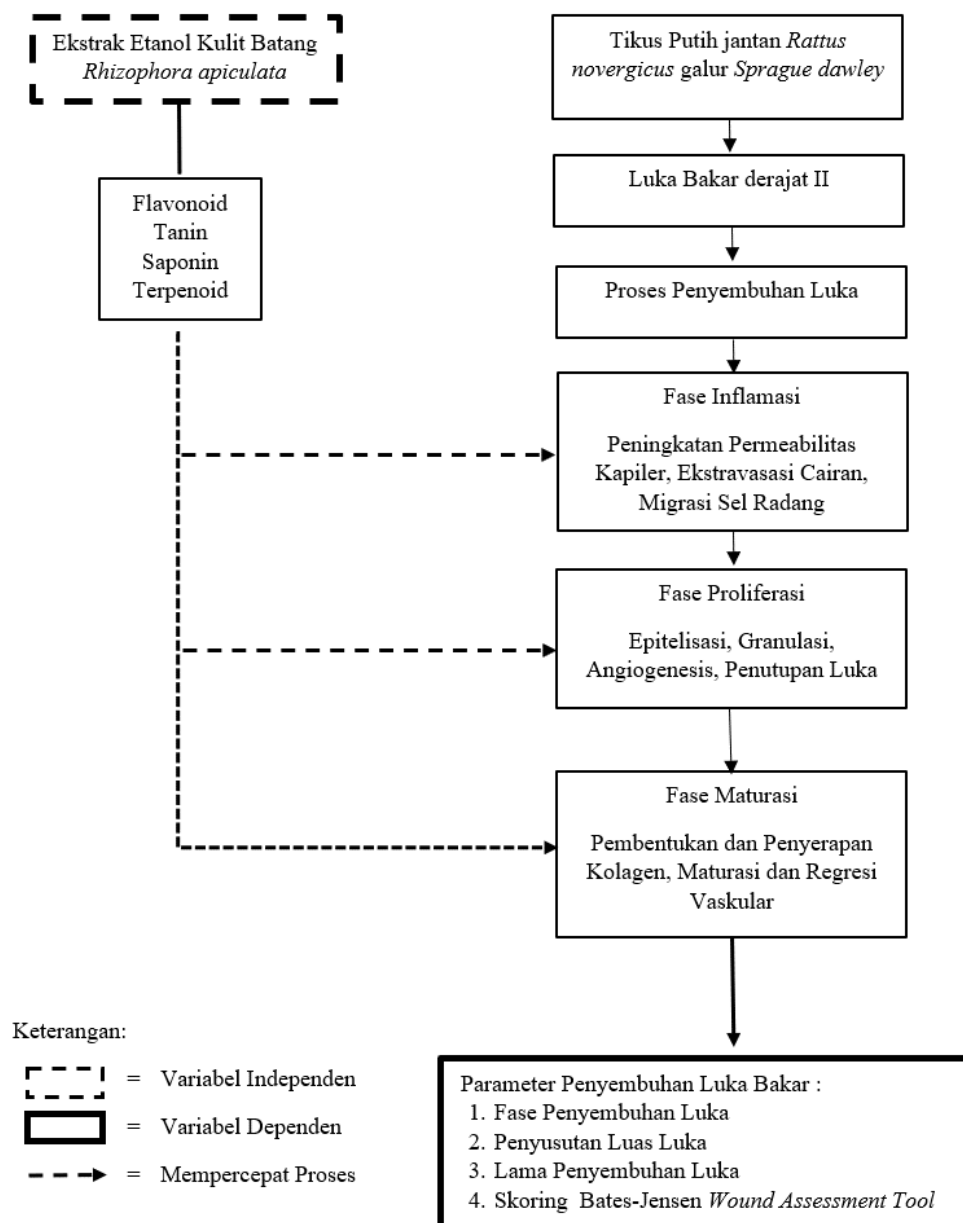 Ekstrak Etanol Kulit Batang
Rhizophora apiculata
Flavonoid
Tanin
Saponin
Terpenoid
Tikus Putih jantan Rattus
novergicus galur Sprague dawley
Luka Bakar derajat II
Proses Penyembuhan Luka
Fase Inflamasi
Peningkatan Permeabilitas
Kapiler, Ekstravasasi Cairan,
Migrasi Sel Radang
Fase Proliferasi
Epitelisasi, Granulasi,
Angiogenesis, Penutupan Luka
Fase Maturasi
Pembentukan dan Penyerapan
Kolagen, Maturasi dan Regresi
Vaskular
Keterangan:
= Variabel Independen
= Variabel Dependen
= Mempercepat Proses
Parameter Penyembuhan Luka Bakar :
1. Fase Penyembuhan Luka
2. Penyusutan Luas Luka
3. Lama Penyembuhan Luka
4. Skoring Bates-Jensen Wound Assessment Tool